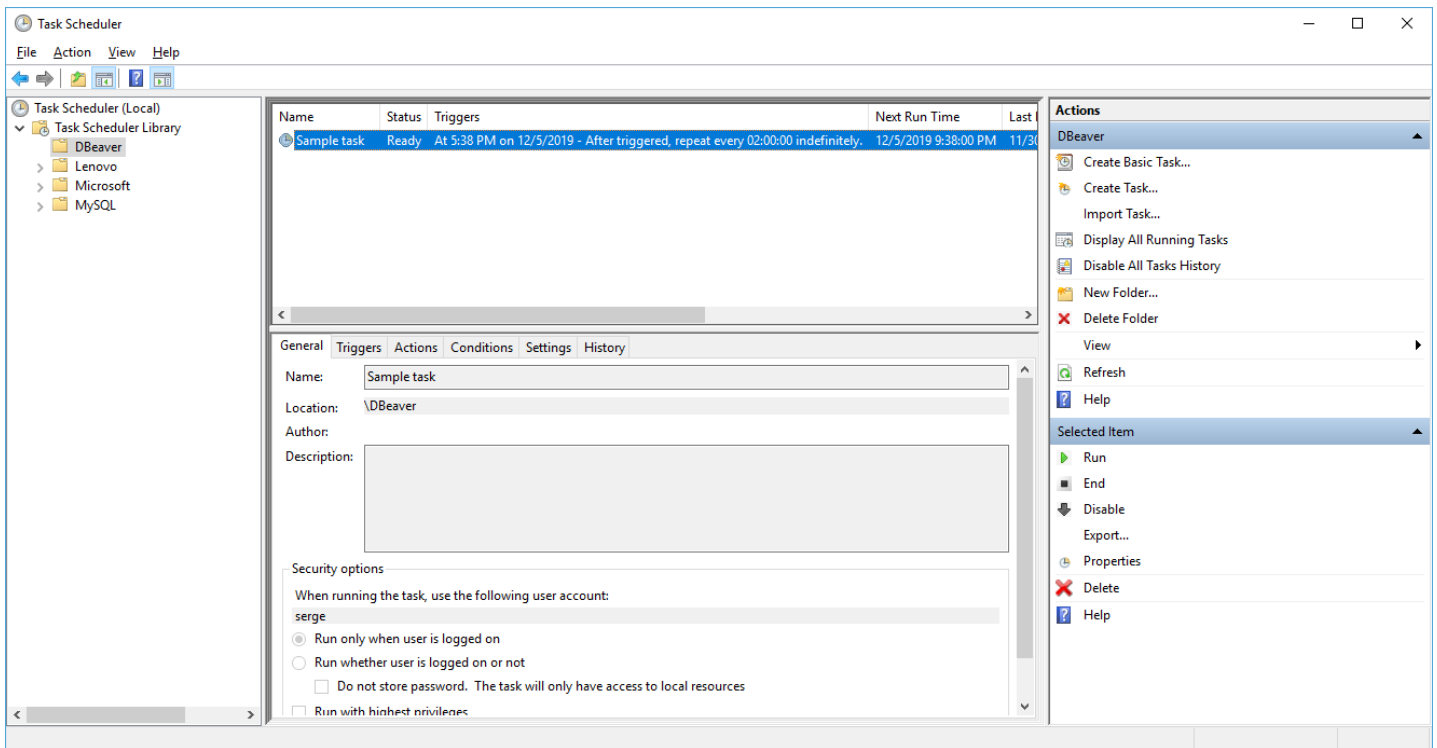 Task Scheduler
File Action View Help
Task Scheduler (Local)
Task Scheduler Library
DBeaver
Lenovo
Microsoft
MySQL
Name Status Triggers Next Run Time Last
Sample task Ready At 5:38 PM on 12/5/2019 - After triggered, repeat every 02:00:00 indefinitely. 12/5/2019 9:38:00 PM 11/30
General Triggers Actions Conditions Settings History
Name: Sample task
Location: \DBeaver
Author:
Description:
Security options
When running the task, use the following user account:
serge
Run only when user is logged on
Run whether user is logged on or not
Do not store password. The task will only have access to local resources
Run with highest privileges
Actions
DBeaver
Create Basic Task...
Create Task...
Import Task...
Display All Running Tasks
Disable All Tasks History
New Folder...
Delete Folder
View
Refresh
Help
Selected Item
Run
End
Disable
Export...
Properties
Delete
Help